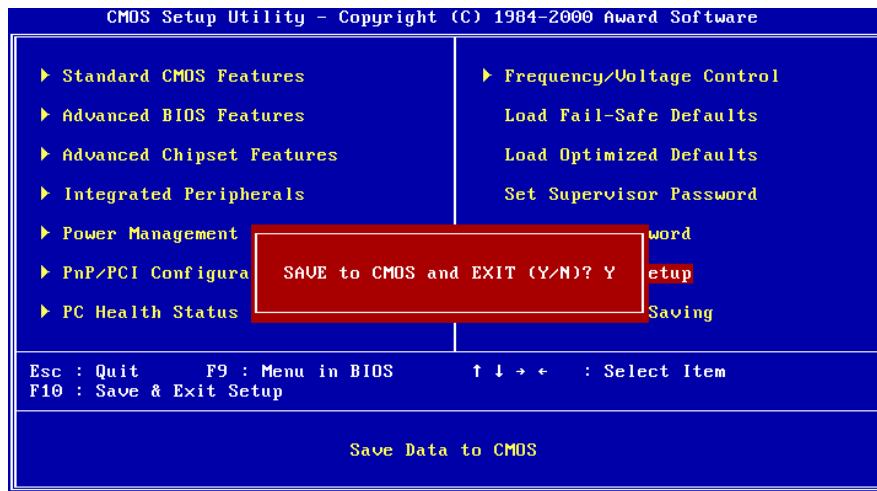 CMOS Setup Utility - Copyright (C) 1984-2000 Award Software
Standard CMOS Features
Advanced BIOS Features
Advanced Chipset Features
Integrated Peripherals
Power Management
PnP/PCI Configura
PC Health Status
Frequency/Voltage Control
Load Fail-Safe Defaults
Load Optimized Defaults
Set Supervisor Password
word
etup
Saving
SAVE to CMOS and EXIT (Y/N)? Y
Esc : Quit F9 : Menu in BIOS ↑ ↓ → ← : Select Item
F10 : Save & Exit Setup
Save Data to CMOS